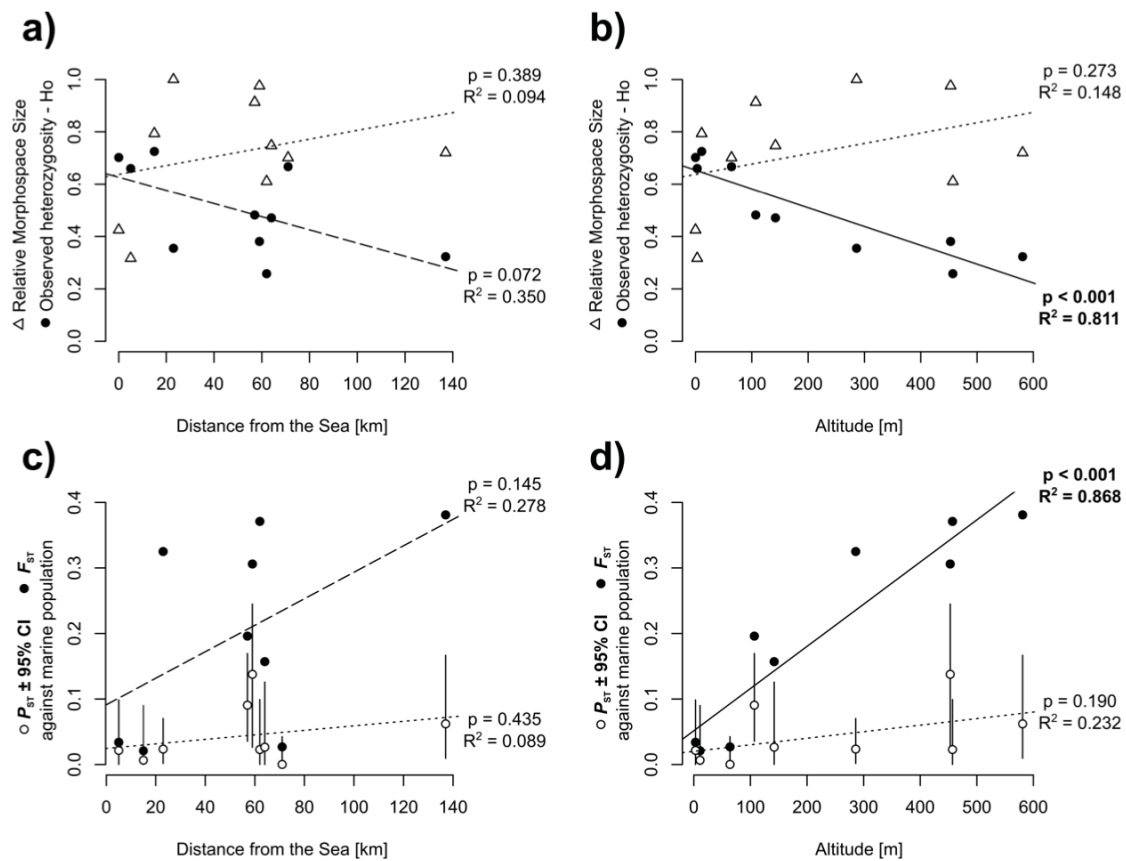 a)
△ Relative Morphospace Size
● Observed heterozygosity - Ho
0.0 0.2 0.4 0.6 0.8 1.0
p = 0.389
R² = 0.094
p = 0.072
R² = 0.350
0 20 40 60 80 100 120 140
Distance from the Sea [km]
b)
△ Relative Morphospace Size
● Observed heterozygosity - Ho
0.0 0.2 0.4 0.6 0.8 1.0
p = 0.273
R² = 0.148
p < 0.001
R² = 0.811
0 100 200 300 400 500 600
Altitude [m]
c)
○ P_ST ± 95% CI ● F_ST
against marine population
0.0 0.1 0.2 0.3 0.4
p = 0.145
R² = 0.278
p = 0.435
R² = 0.089
0 20 40 60 80 100 120 140
Distance from the Sea [km]
d)
○ P_ST ± 95% CI ● F_ST
against marine population
0.0 0.1 0.2 0.3 0.4
p < 0.001
R² = 0.868
p = 0.190
R² = 0.232
0 100 200 300 400 500 600
Altitude [m]